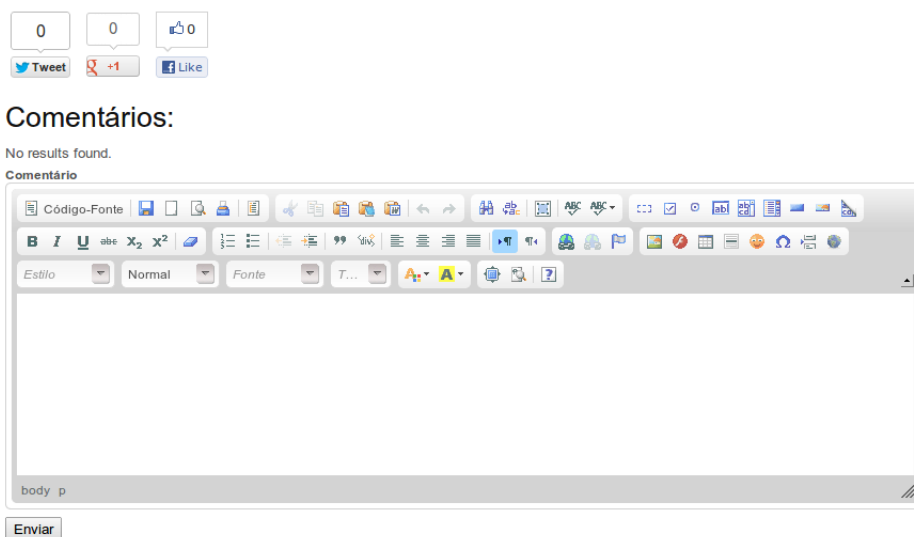 0 0 0
Tweet +1 Like
Comentários:
No results found.
Comentário
Código-Fonte
B I U abc X₂ X²
Estilo Normal Fonte T... A A
body p
Enviar